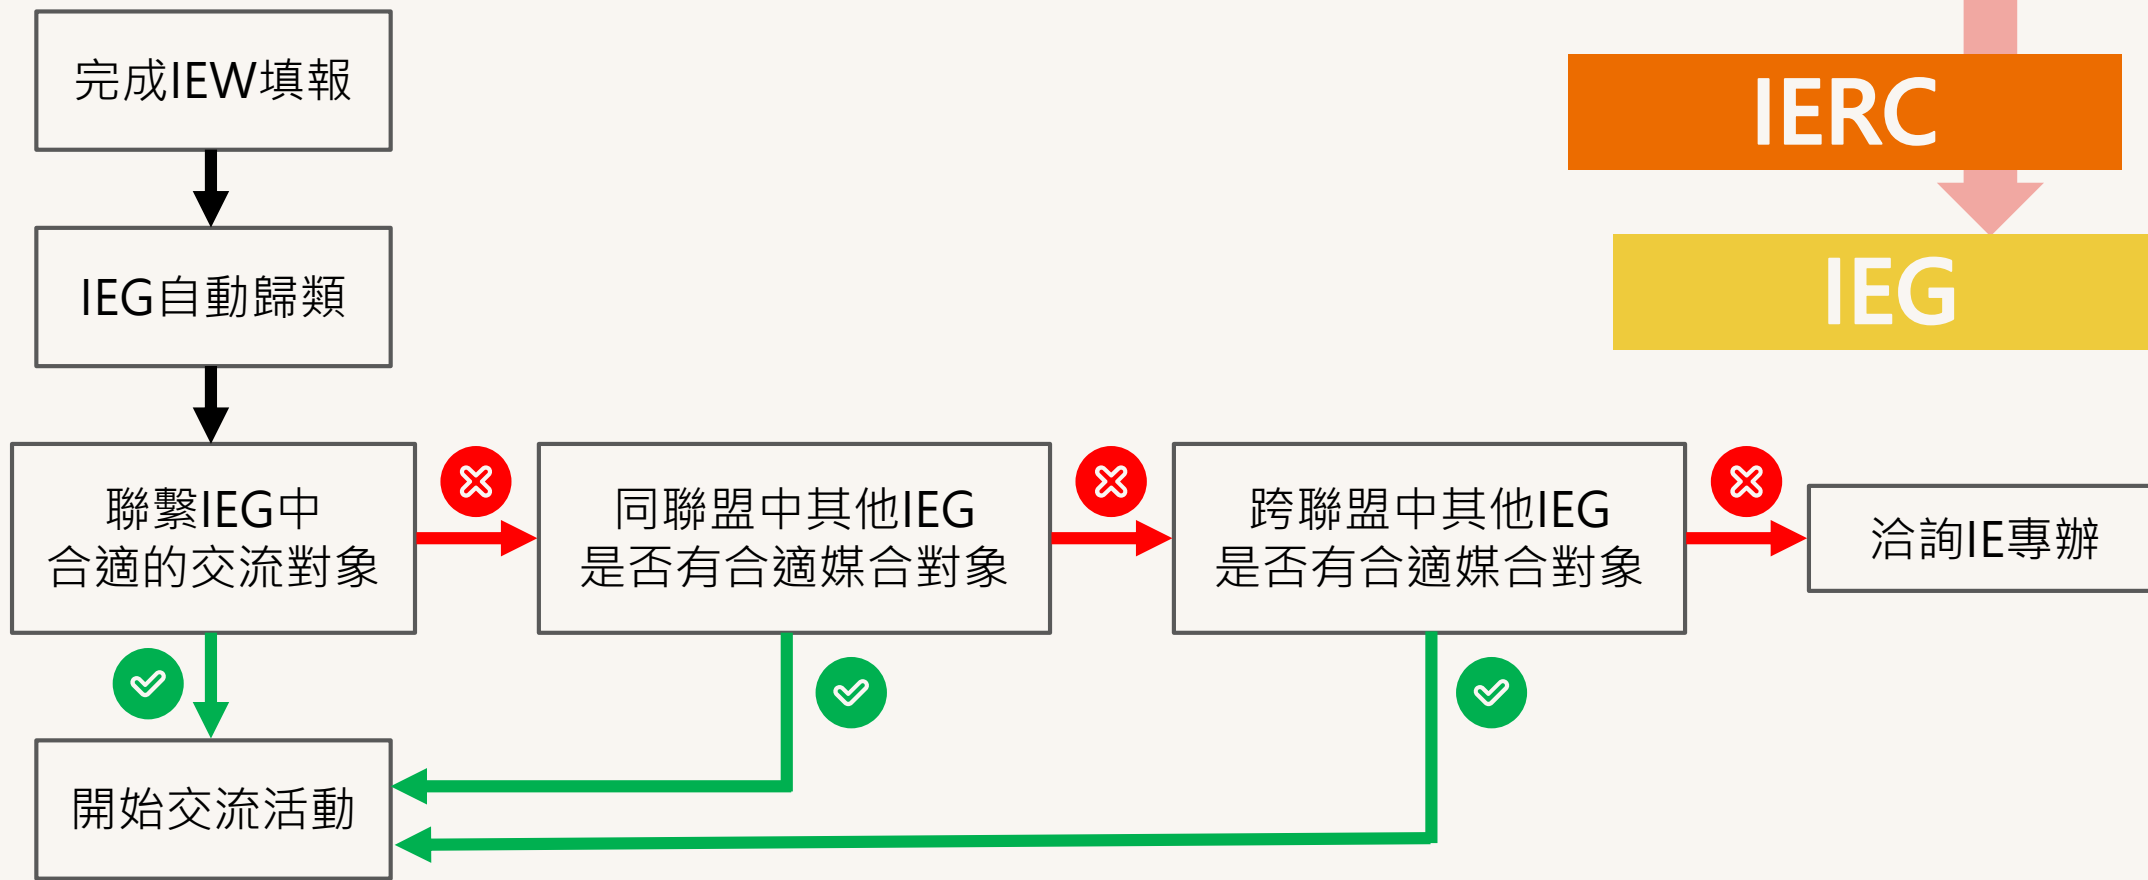 完成IEW填報
IERC
IEG自動歸類
IEG
聯繫IEG中
合適的交流對象
同聯盟中其他IEG
是否有合適媒合對象
跨聯盟中其他IEG
是否有合適媒合對象
洽詢IE專辦
開始交流活動